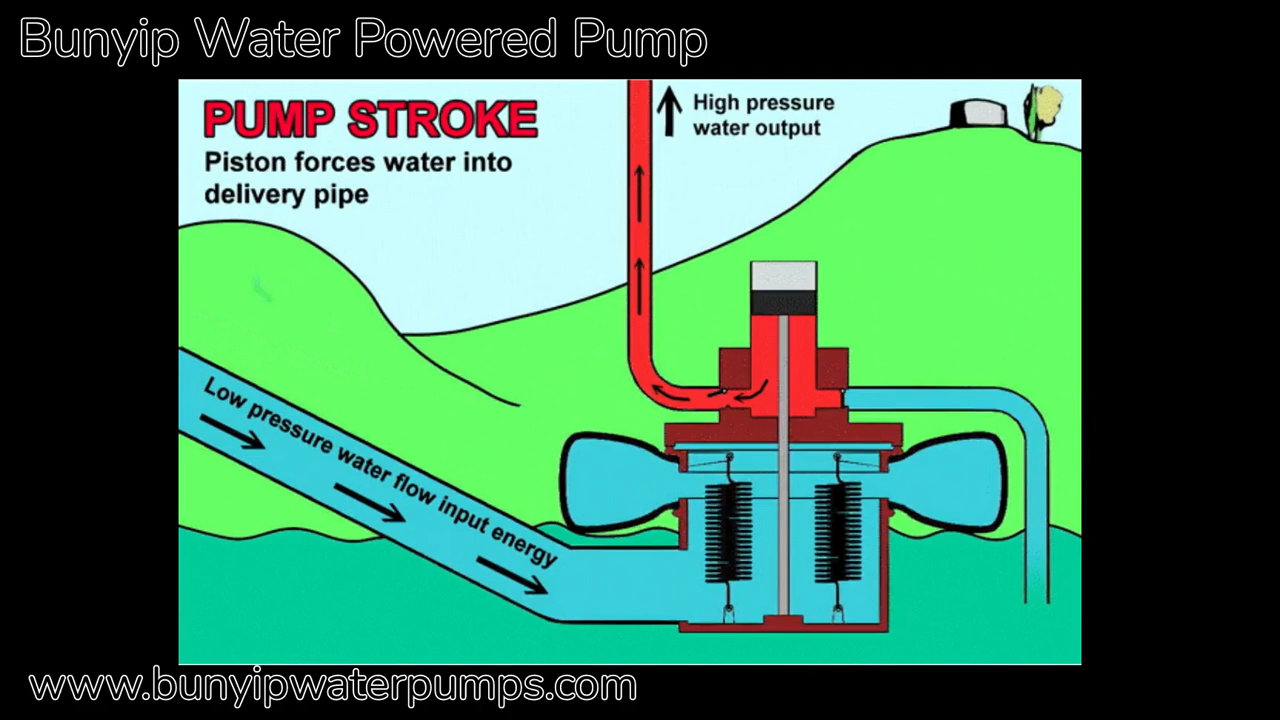 Bunyip Water Powered Pump
PUMP STROKE
Piston forces water into
delivery pipe
High pressure
water output
Low pressure water flow input energy
www.bunyipwaterpumps.com